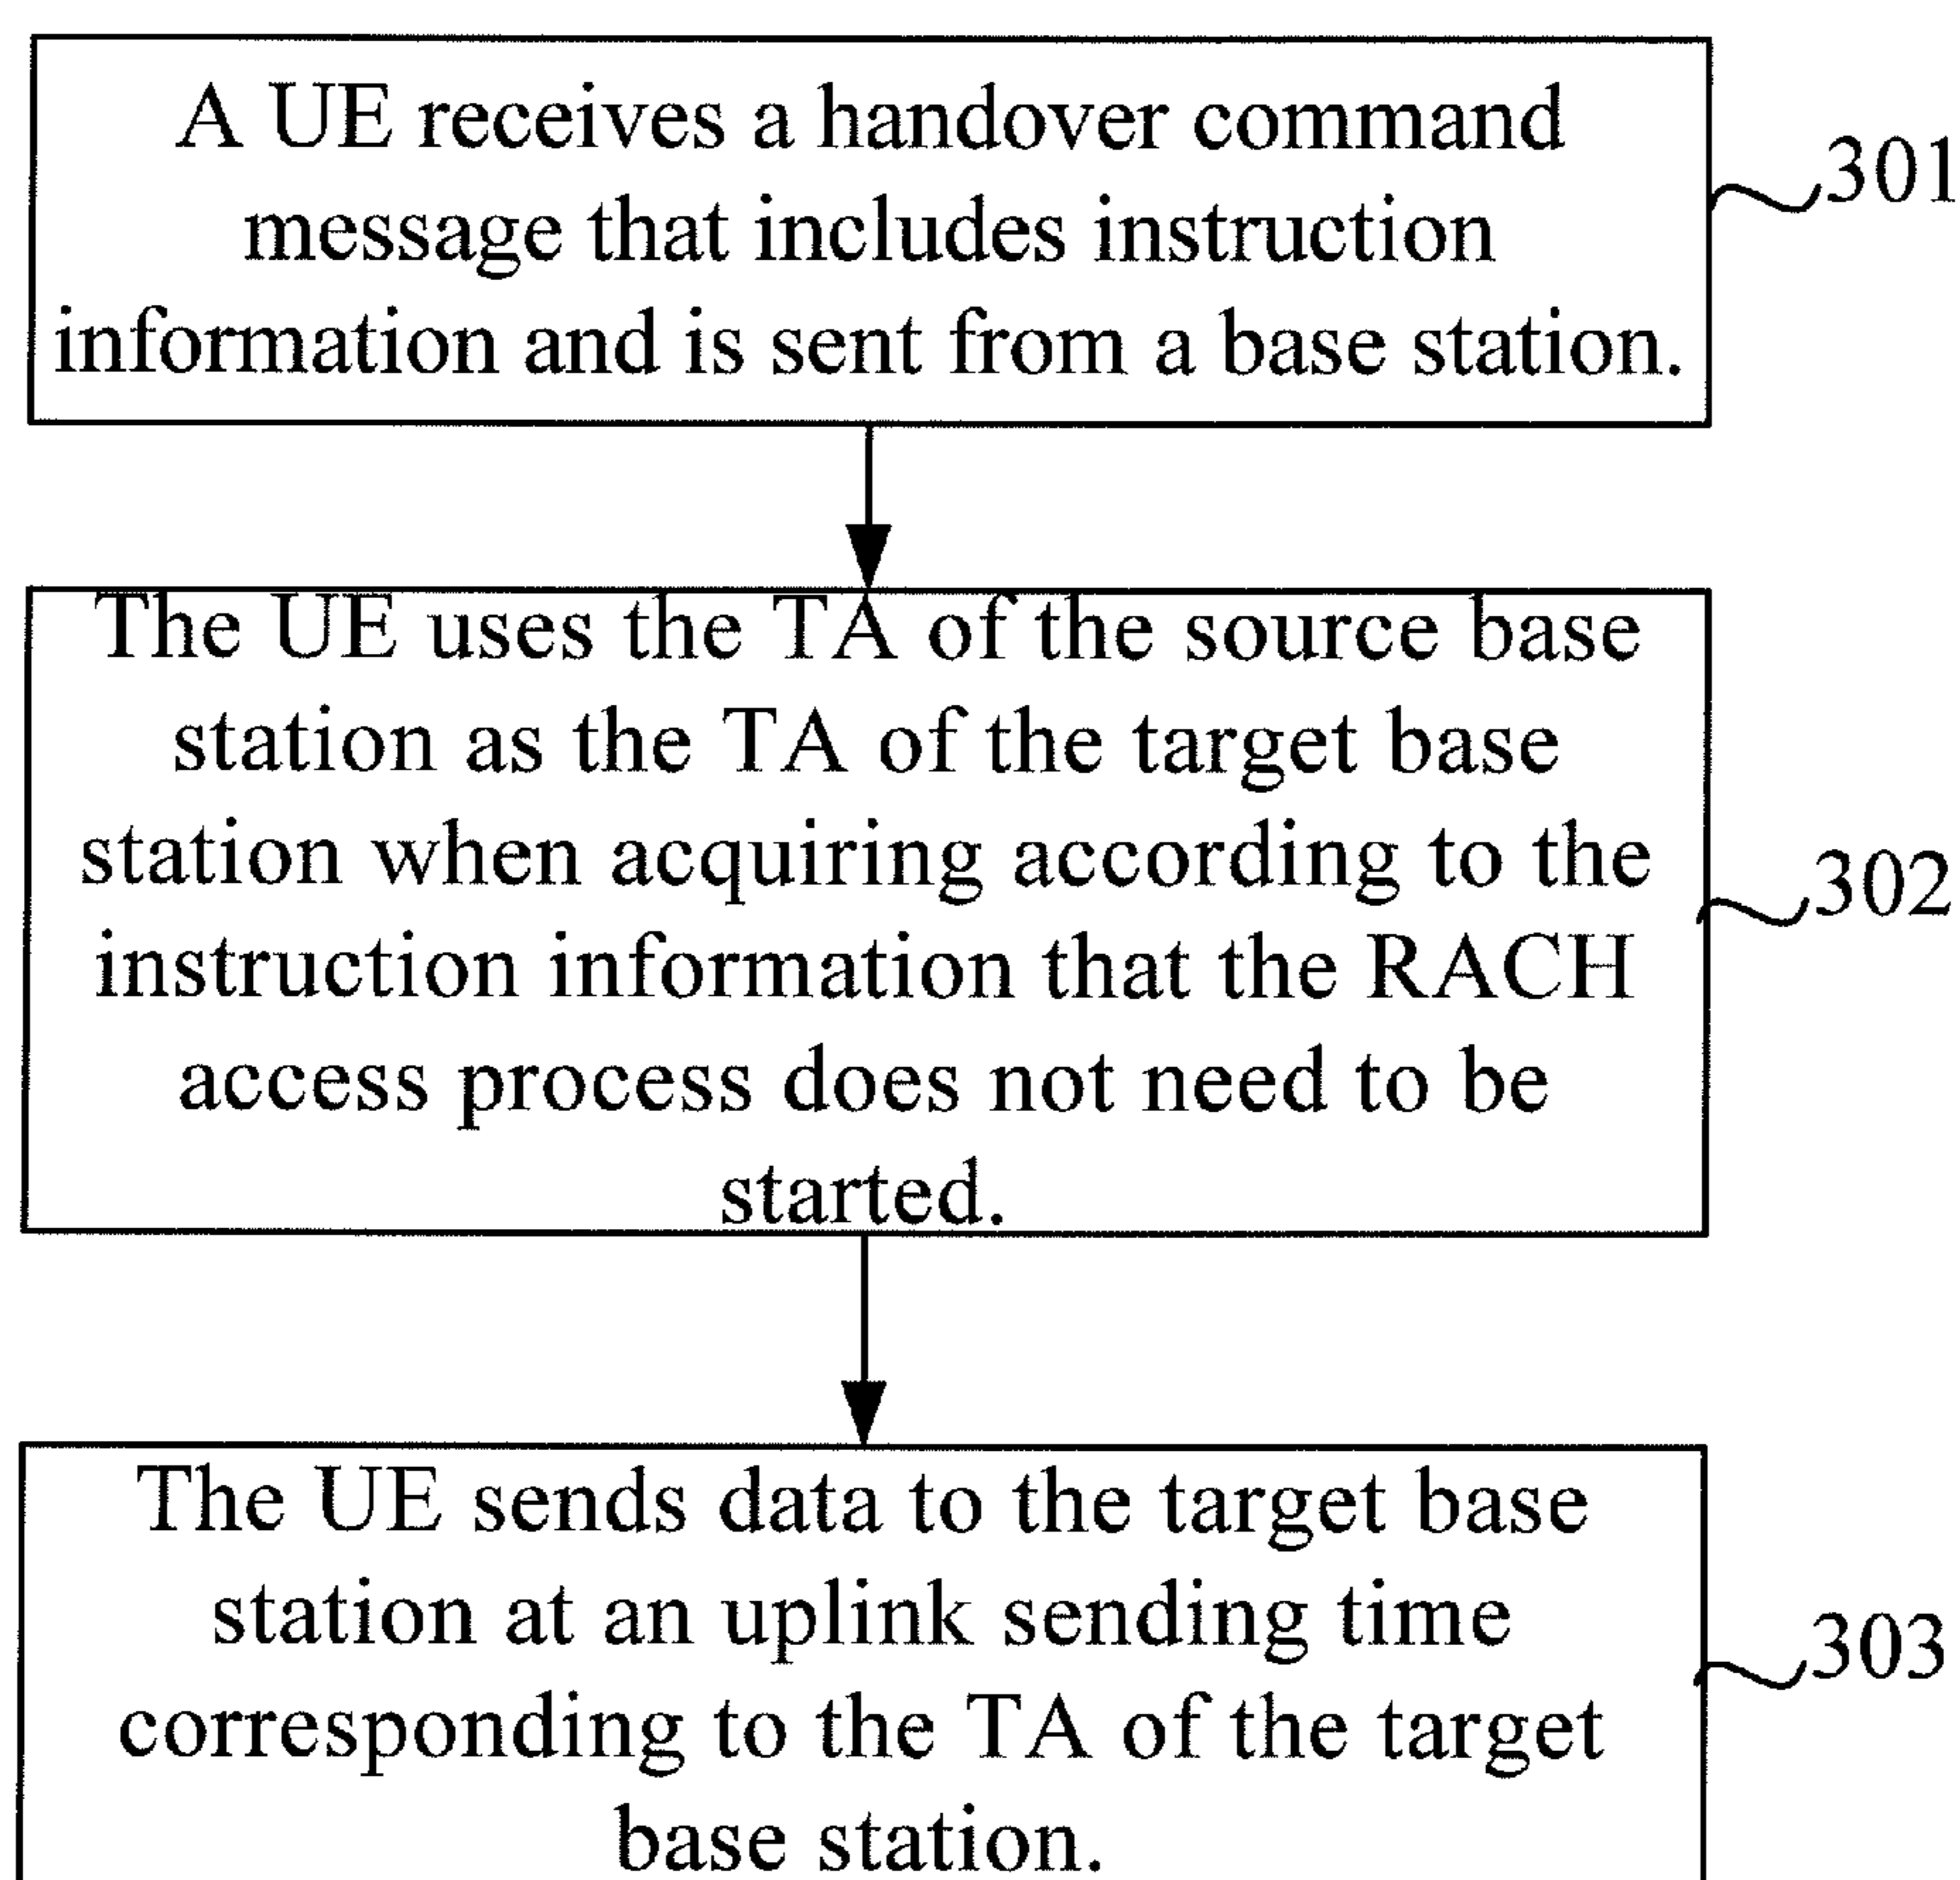 A UE receives a handover command
message that includes instruction
information and is sent from a base station.
301
The UE uses the TA of the source base
station as the TA of the target base
station when acquiring according to the
instruction information that the RACH
access process does not need to be
started.
302
The UE sends data to the target base
station at an uplink sending time
corresponding to the TA of the target
base station.
303